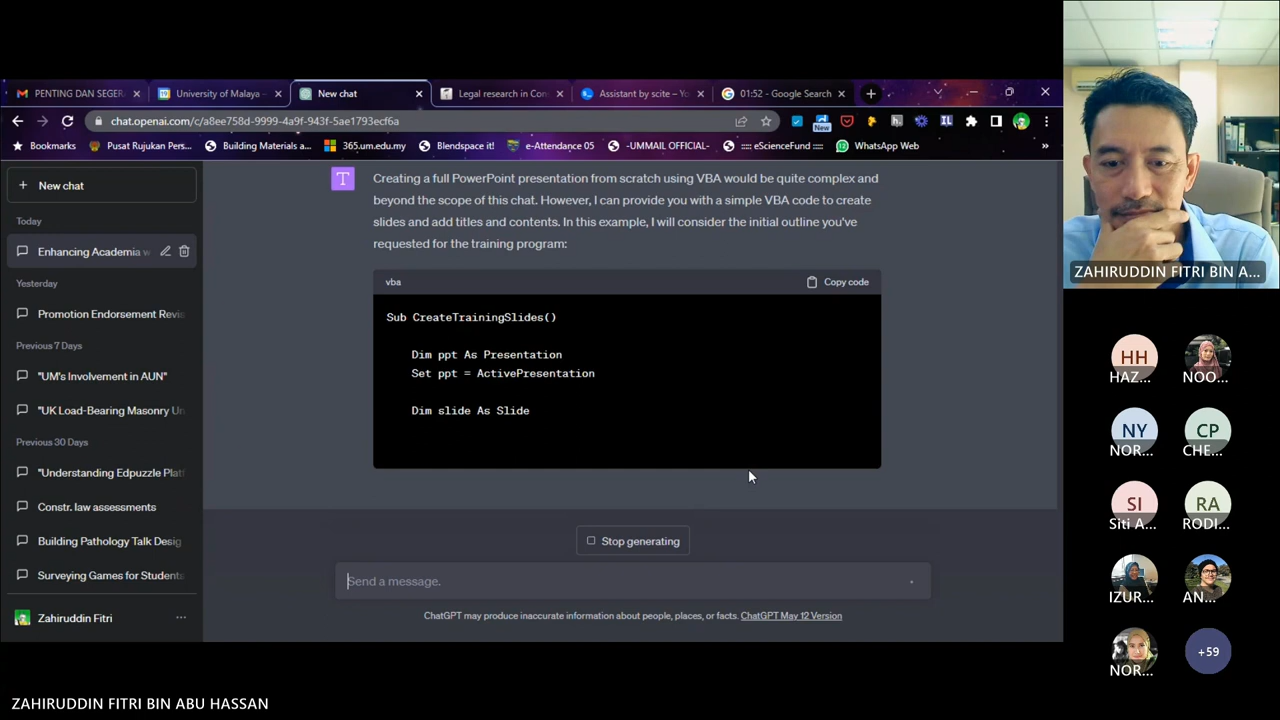 PENTING DAN SEGER
University of Malaya –
New chat
Legal research in Con
Assistant by scite – Yo
01:52 - Google Search
chat.openai.com/c/a8ee758d-9999-4a9f-943f-5ae1793ecf6a
New
Bookmarks
Pusat Rujukan Pers...
Building Materials a...
365.um.edu.my
Blendspace it!
e-Attendance 05
-UMMAIL OFFICIAL-
::::: eScienceFund :::::
WhatsApp Web
New chat
Today
Enhancing Academia w
Yesterday
Promotion Endorsement Revi
Previous 7 Days
"UM's Involvement in AUN"
"UK Load-Bearing Masonry Un
Previous 30 Days
"Understanding Edpuzzle Platf
Constr. law assessments
Building Pathology Talk Desig
Surveying Games for Students
Zahiruddin Fitri
T
Creating a full PowerPoint presentation from scratch using VBA would be quite complex and
beyond the scope of this chat. However, I can provide you with a simple VBA code to create
slides and add titles and contents. In this example, I will consider the initial outline you've
requested for the training program:
vba
Copy code
Sub CreateTrainingSlides()
Dim ppt As Presentation
Set ppt = ActivePresentation
Dim slide As Slide
Stop generating
Send a message.
ChatGPT may produce inaccurate information about people, places, or facts. ChatGPT May 12 Version
ZAHIRUDDIN FITRI BIN A...
HH
HAZ...
NOO...
NY
NOR...
CP
CHE...
SI
Siti A...
RA
RODI...
IZUR...
AN...
NOR...
+59
ZAHIRUDDIN FITRI BIN ABU HASSAN